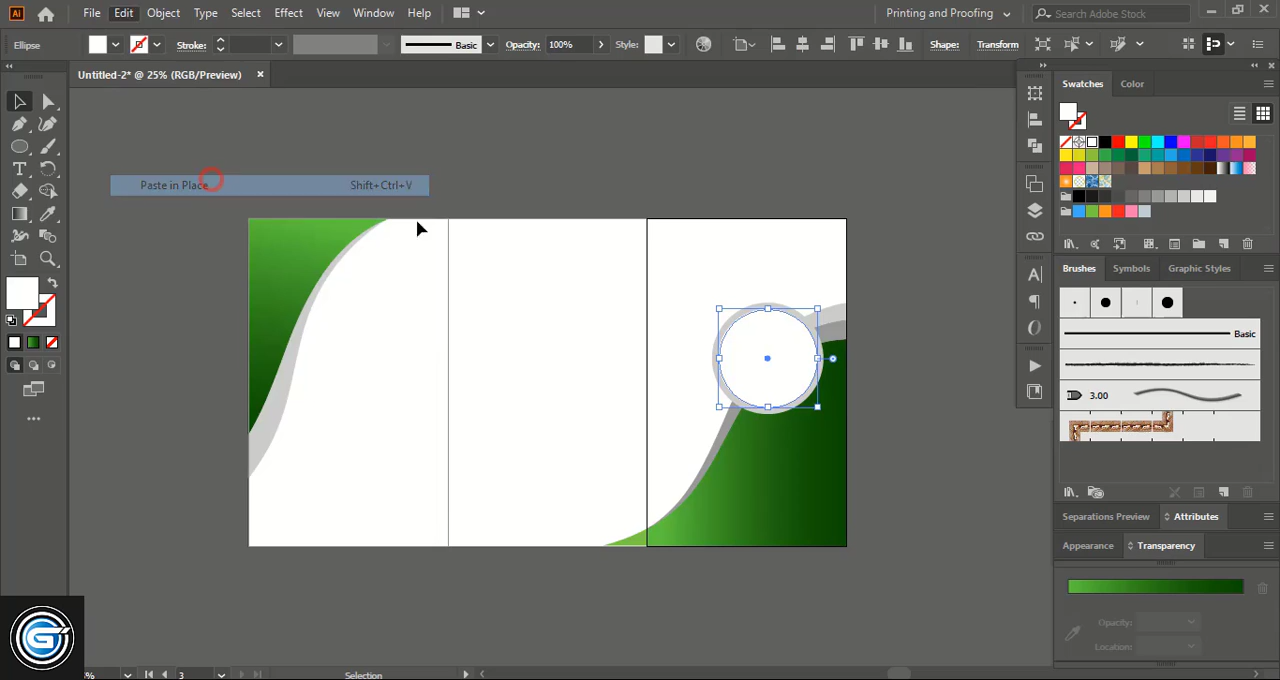 Ai File Edit Object Type Select Effect View Window Help Printing and Proofing Search Adobe Stock
Ellipse Stroke: Basic Opacity: 100% Style: Shape: Transform
Untitled-2* @ 25% (RGB/Preview)
Swatches Color
Paste in Place Shift+Ctrl+V
Brushes Symbols Graphic Styles
Basic
3.00
Separations Preview Attributes
Appearance Transparency
Opacity:
Location:
3 Selection